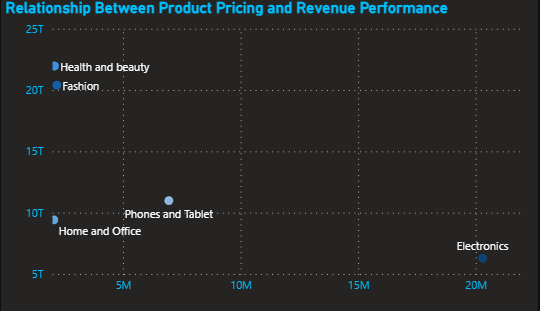 Relationship Between Product Pricing and Revenue Performance
25T
Health and beauty
20T
Fashion
15T
10T
Phones and Tablet
Home and Office
Electronics
5T
5M
10M
15M
20M